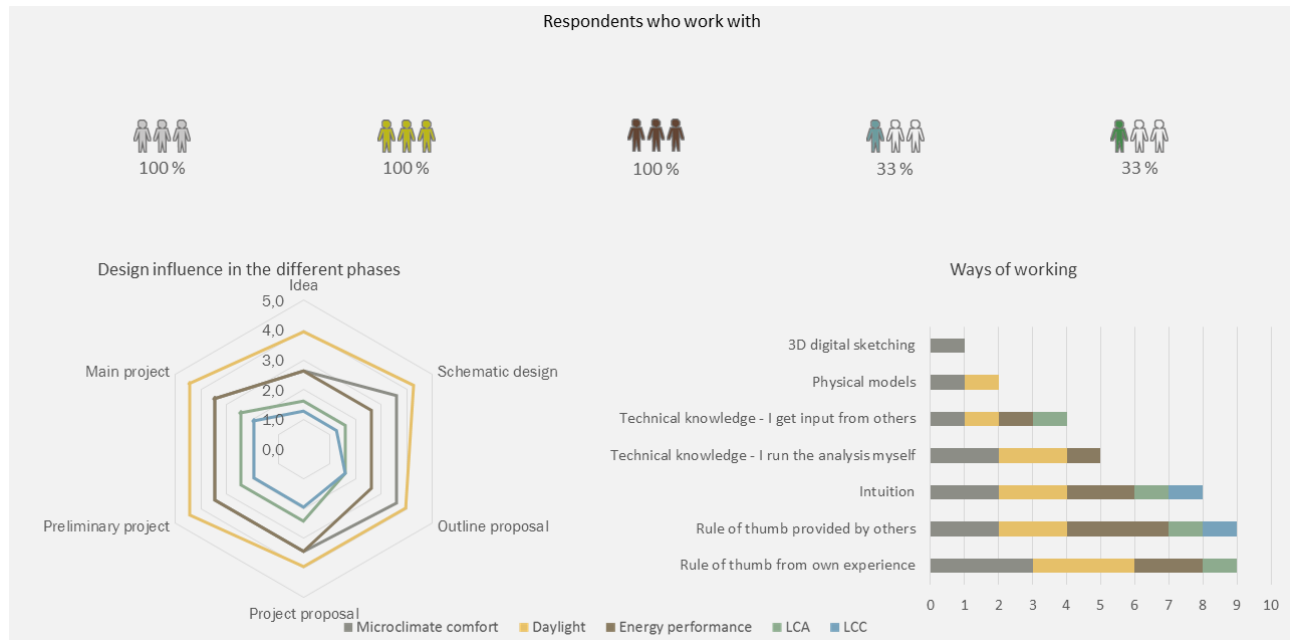 Respondents who work with
100 %
100 %
100 %
33 %
33 %
Design influence in the different phases
Idea
5,0
4,0
3,0
2,0
1,0
0,0
Main project
Schematic design
Preliminary project
Outline proposal
Project proposal
Ways of working
3D digital sketching
Physical models
Technical knowledge - I get input from others
Technical knowledge - I run the analysis myself
Intuition
Rule of thumb provided by others
Rule of thumb from own experience
0 1 2 3 4 5 6 7 8 9 10
Microclimate comfort Daylight Energy performance LCA LCC